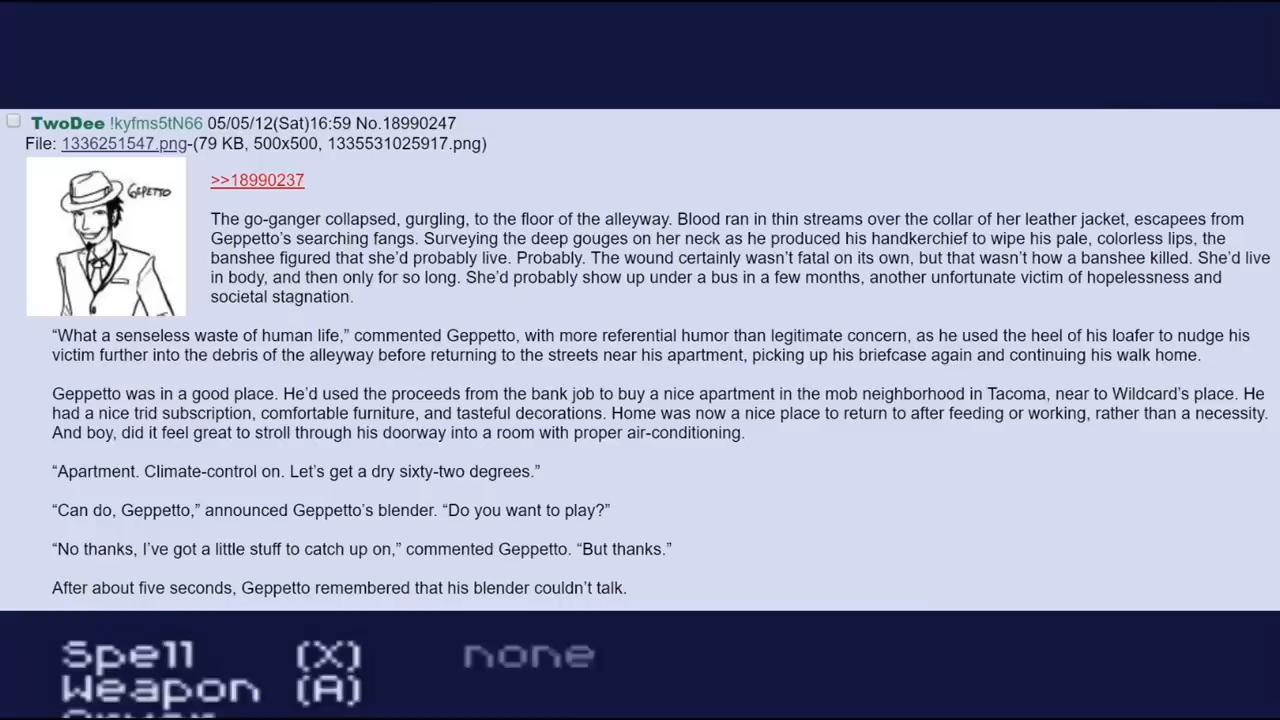 TwoDee !kyfms5tN66 05/05/12(Sat)16:59 No.18990247
File: 1336251547.png-(79 KB, 500x500, 1335531025917.png)
GEPETTO
>>18990237
The go-ganger collapsed, gurgling, to the floor of the alleyway. Blood ran in thin streams over the collar of her leather jacket, escapees from
Geppetto’s searching fangs. Surveying the deep gouges on her neck as he produced his handkerchief to wipe his pale, colorless lips, the
banshee figured that she’d probably live. Probably. The wound certainly wasn’t fatal on its own, but that wasn’t how a banshee killed. She’d live
in body, and then only for so long. She’d probably show up under a bus in a few months, another unfortunate victim of hopelessness and
societal stagnation.
“What a senseless waste of human life,” commented Geppetto, with more referential humor than legitimate concern, as he used the heel of his loafer to nudge his
victim further into the debris of the alleyway before returning to the streets near his apartment, picking up his briefcase again and continuing his walk home.
Geppetto was in a good place. He’d used the proceeds from the bank job to buy a nice apartment in the mob neighborhood in Tacoma, near to Wildcard’s place. He
had a nice trid subscription, comfortable furniture, and tasteful decorations. Home was now a nice place to return to after feeding or working, rather than a necessity.
And boy, did it feel great to stroll through his doorway into a room with proper air-conditioning.
“Apartment. Climate-control on. Let’s get a dry sixty-two degrees.”
“Can do, Geppetto,” announced Geppetto’s blender. “Do you want to play?”
“No thanks, I’ve got a little stuff to catch up on,” commented Geppetto. “But thanks.”
After about five seconds, Geppetto remembered that his blender couldn’t talk.
Spell (X) none
Weapon (A)